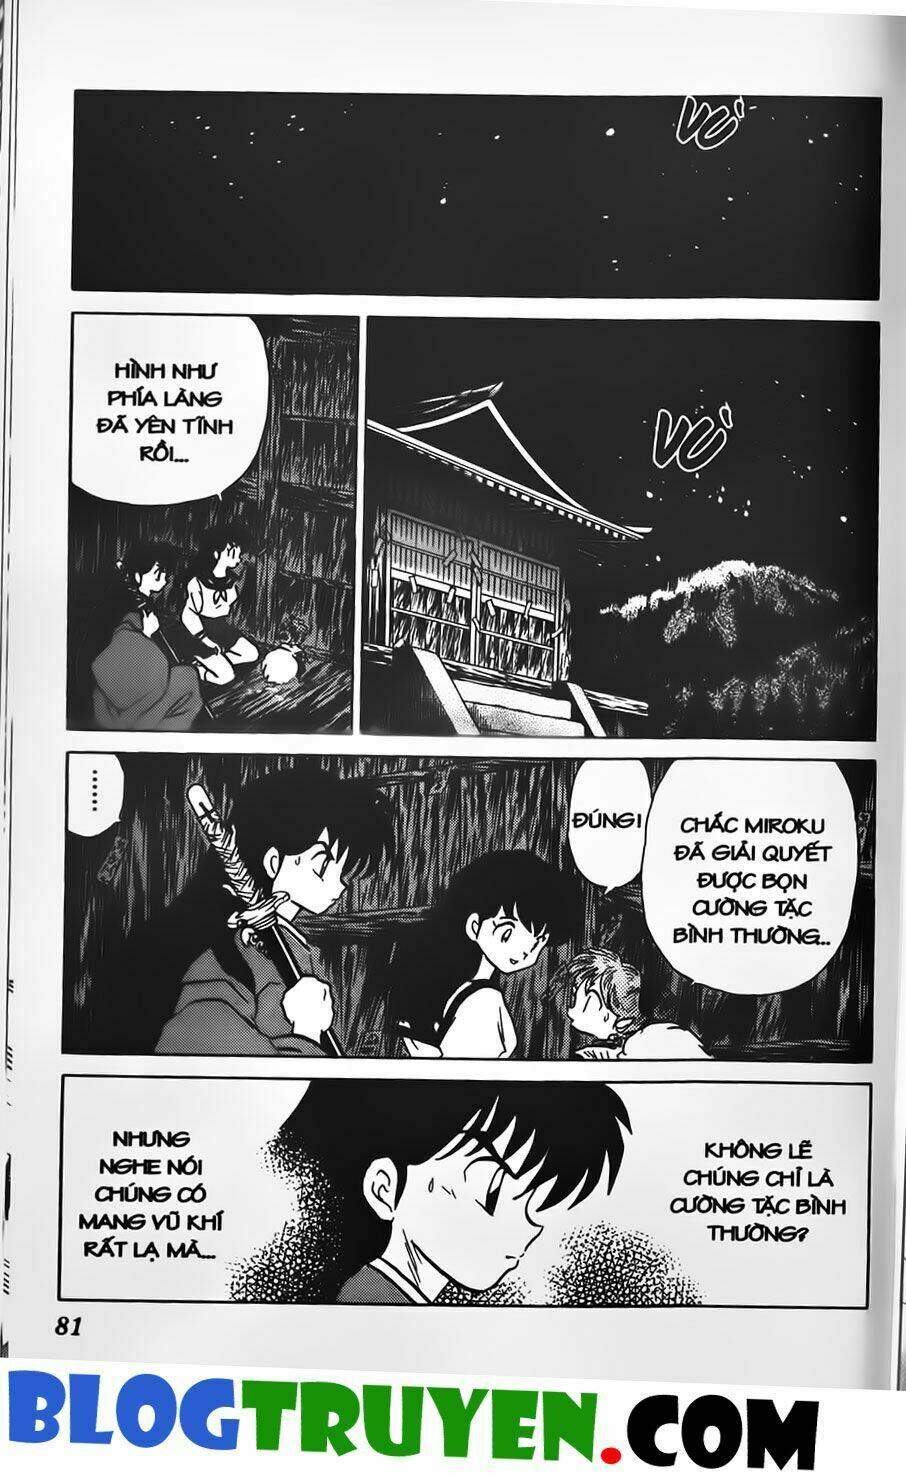 VÙ
HÌNH NHƯ
PHÍA LÀNG
ĐÃ YÊN TĨNH
RỒI...
VÙ
CHẮC MIROKU
ĐÃ GIẢI QUYẾT
ĐƯỢC BỌN
CƯỜNG TẶC
BÌNH THƯỜNG...
ĐÚNG!
.......
KHÔNG LẼ
CHÚNG CHỈ LÀ
CƯỜNG TẶC BÌNH
THƯỜNG?
NHƯNG
NGHE NÓI
CHÚNG CÓ
MANG VŨ KHÍ
RẤT LẠ MÀ...
81
BLOGTRUYEN.COM